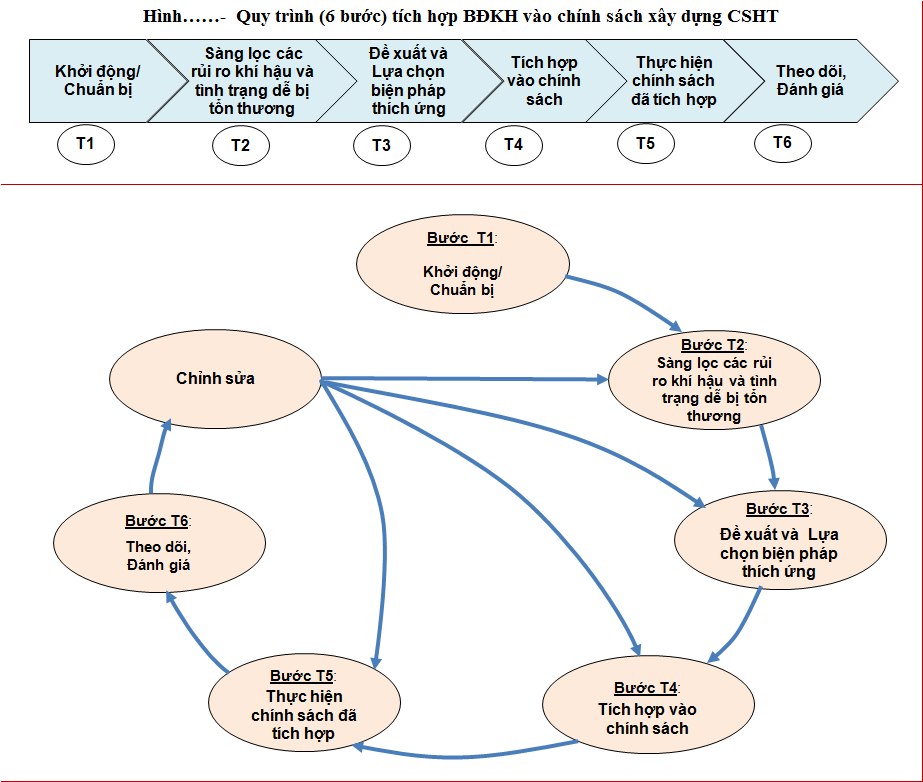 Hình……- Quy trình (6 bước) tích hợp BĐKH vào chính sách xây dựng CSHT
Khởi động/
Chuẩn bị
Sàng lọc các
rủi ro khí hậu và
tình trạng dễ bị
tổn thương
Đề xuất và
Lựa chọn
biện pháp
thích ứng
Tích hợp
vào chính
sách
Thực hiện
chính sách
đã tích hợp
Theo dõi,
Đánh giá
T1
T2
T3
T4
T5
T6
Bước T1:
Khởi động/
Chuẩn bị
Bước T2:
Sàng lọc các rủi
ro khí hậu và tình
trạng dễ bị tổn
thương
Chỉnh sửa
Bước T3:
Đề xuất và Lựa
chọn biện pháp
thích ứng
Bước T6:
Theo dõi,
Đánh giá
Bước T4:
Tích hợp vào
chính sách
Bước T5:
Thực hiện
chính sách đã
tích hợp